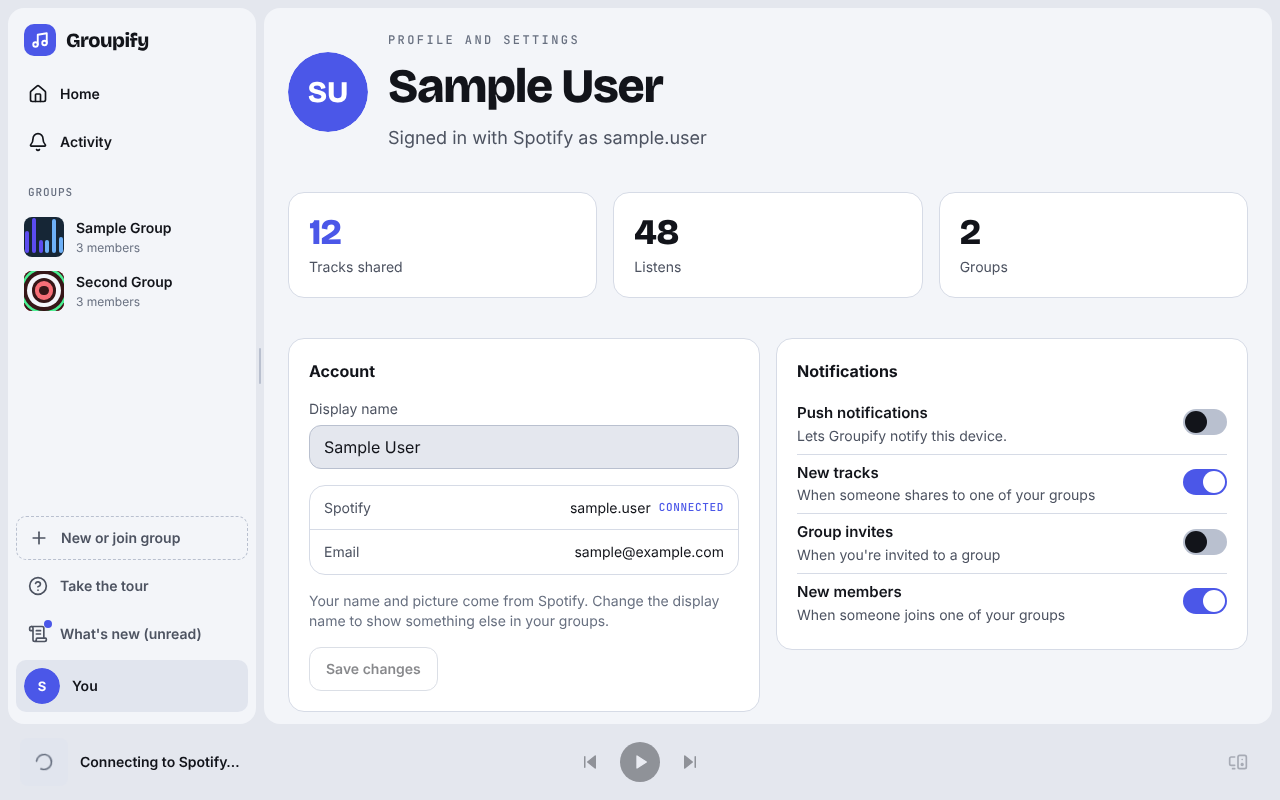 Groupify
Home
Activity
GROUPS
Sample Group
3 members
Second Group
3 members
New or join group
Take the tour
What's new (unread)
S
You
PROFILE AND SETTINGS
SU
Sample User
Signed in with Spotify as sample.user
12
Tracks shared
48
Listens
2
Groups
Account
Display name
Sample User
Spotify sample.user CONNECTED
Email sample@example.com
Your name and picture come from Spotify. Change the display
name to show something else in your groups.
Save changes
Notifications
Push notifications
Lets Groupify notify this device.
New tracks
When someone shares to one of your groups
Group invites
When you're invited to a group
New members
When someone joins one of your groups
Connecting to Spotify...